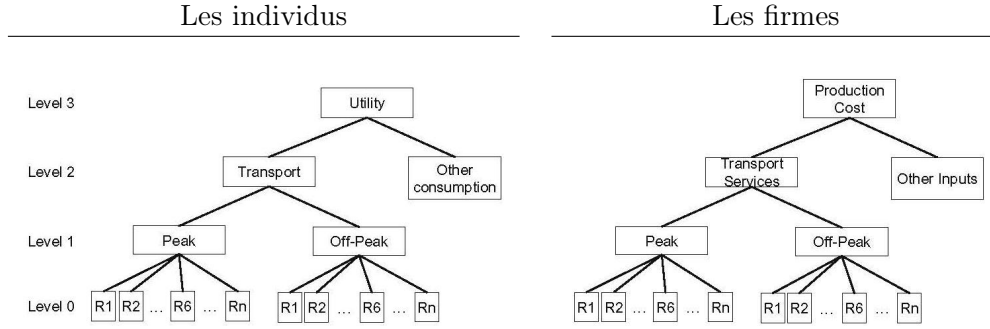 Les individus
Les firmes
Level 3
Utility
Production
Cost
Level 2
Transport
Other
consumption
Transport
Services
Other Inputs
Level 1
Peak
Off-Peak
Peak
Off-Peak
Level 0
R1 R2 ... R6 ... Rn
R1 R2 ... R6 ... Rn
R1 R2 ... R6 ... Rn
R1 R2 ... R6 ... Rn